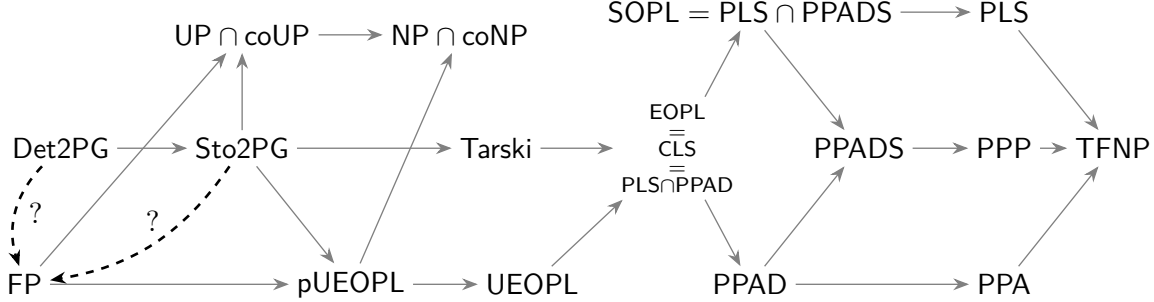 SOPL = PLS ∩ PPADS
PLS
UP ∩ coUP
NP ∩ coNP
EOPL
=
CLS
=
PLS∩PPAD
Det2PG
Sto2PG
Tarski
PPADS
PPP
TFNP
?
?
FP
pUEOPL
UEOPL
PPAD
PPA